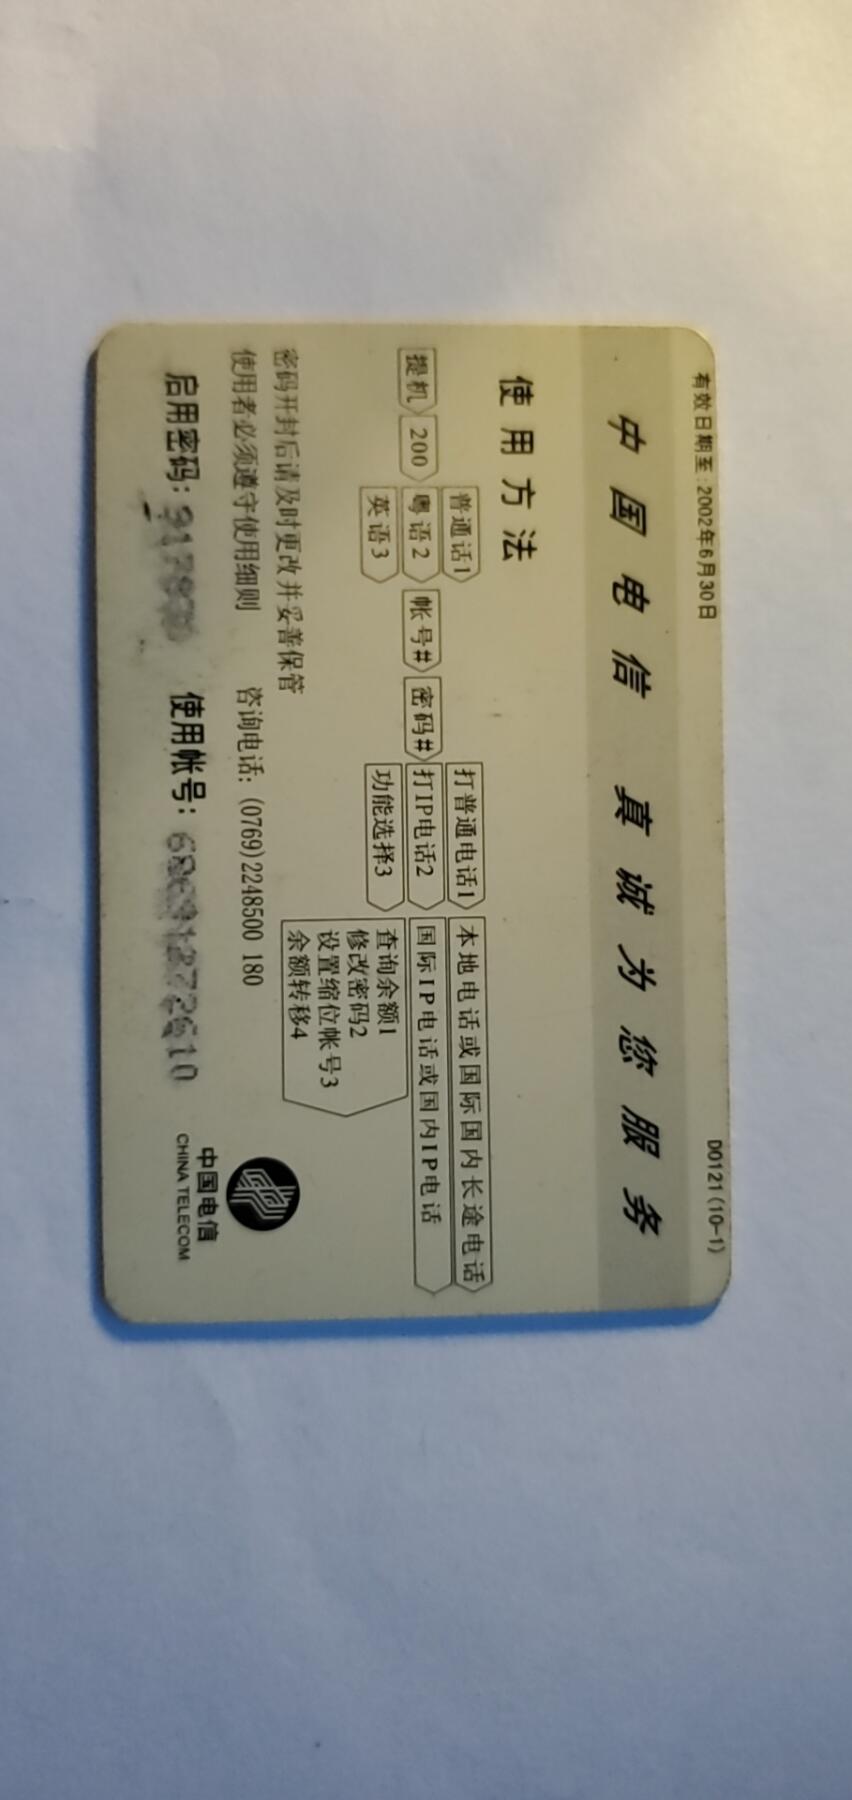 有效日期至:2002年6月30日
D0121(10-1)
中国电信 真诚为您服务
使用方法
提机
200
普通话1
粤语2
英语3
帐号#
密码#
打普通电话1
打IP电话2
功能选择3
本地电话或国际国内长途电话
国际IP电话或国内IP电话
查询余额1
修改密码2
设置缩位帐号3
余额转移4
密码开封后请及时更改并妥善保管
使用者必须遵守使用细则
咨询电话: (0769)2248500 180
启用密码:
使用帐号:
中国电信
CHINA TELECOM